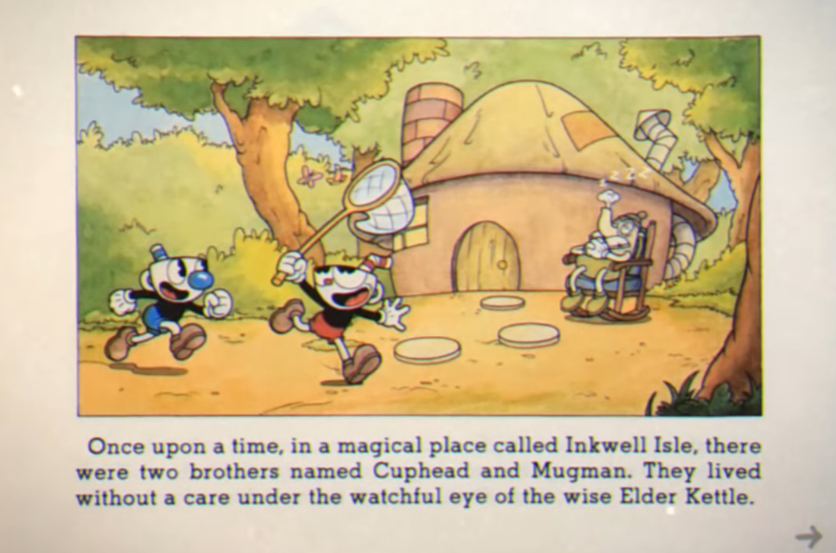 z z z z
Once upon a time, in a magical place called Inkwell Isle, there
were two brothers named Cuphead and Mugman. They lived
without a care under the watchful eye of the wise Elder Kettle.